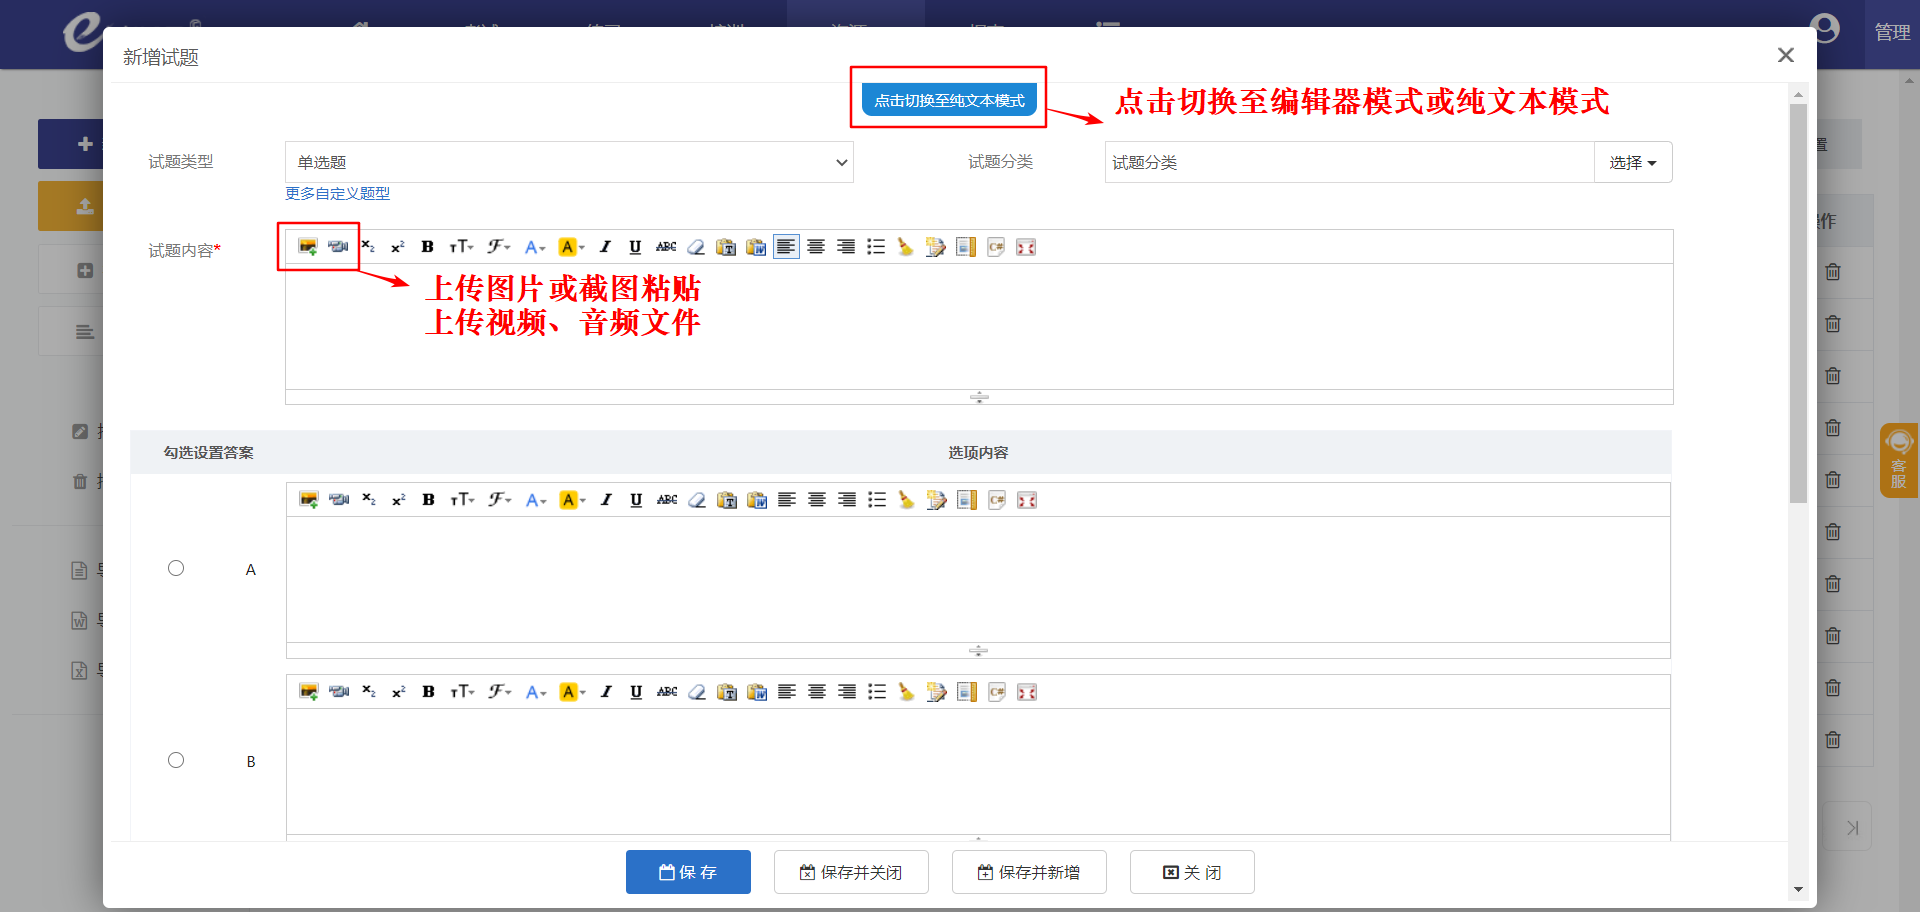 管理
新增试题
点击切换至纯文本模式
点击切换至编辑器模式或纯文本模式
试题类型
单选题
试题分类
试题分类
选择
更多自定义题型
试题内容*
上传图片或截图粘贴
上传视频、音频文件
勾选设置答案
选项内容
A
B
保 存
保存并关闭
保存并新增
关 闭
置
作
客
服